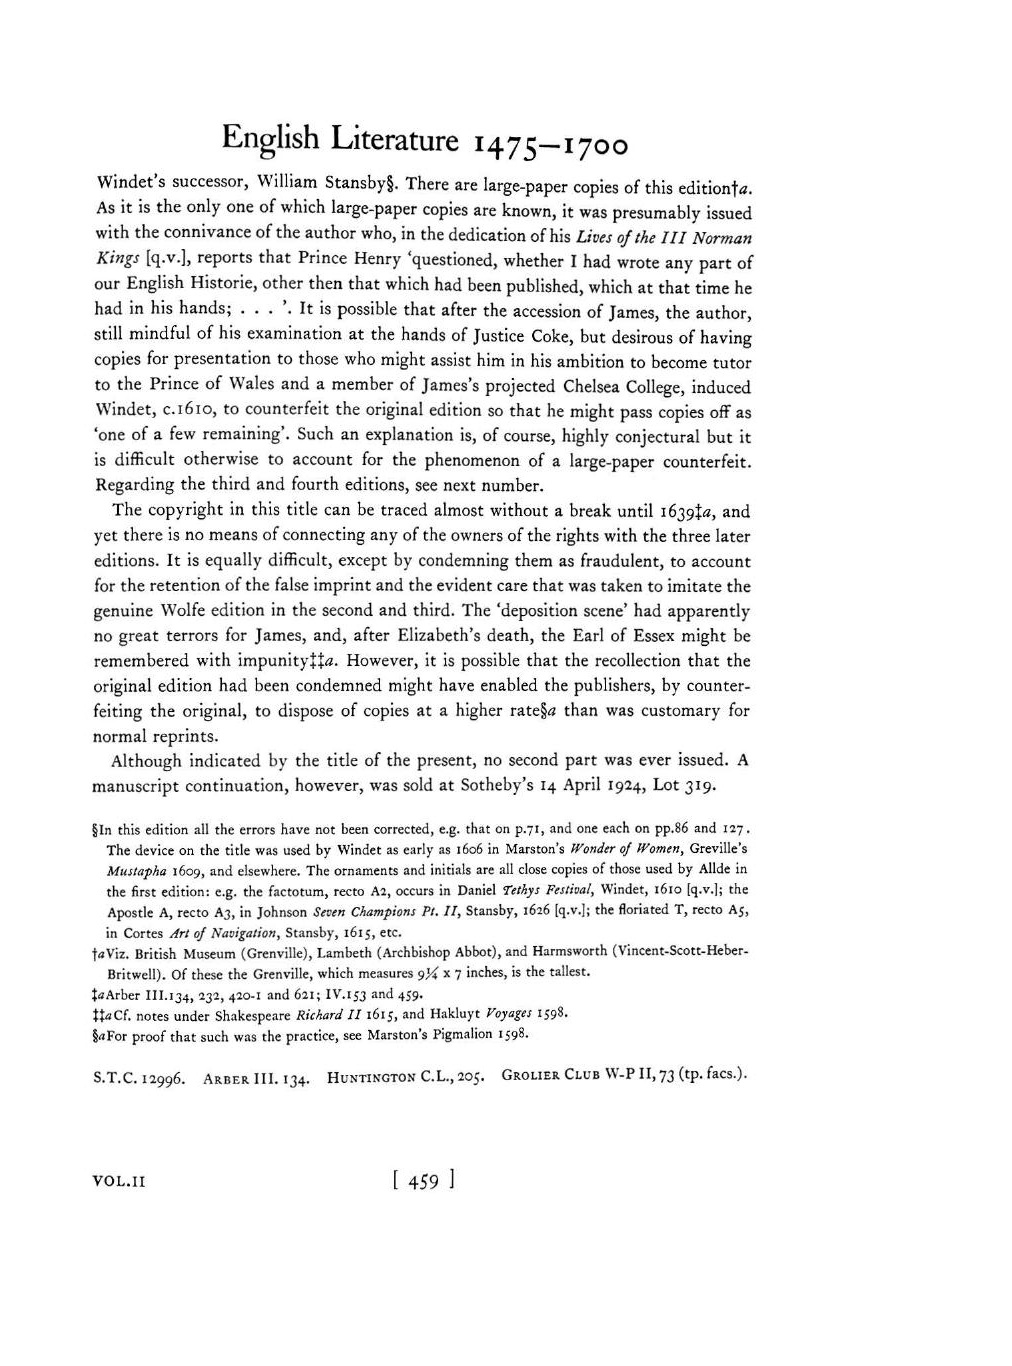 English Literature 1475–1700
Windet's successor, William Stansby§. There are large-paper copies of this edition†a.
As it is the only one of which large-paper copies are known, it was presumably issued
with the connivance of the author who, in the dedication of his Lives of the III Norman
Kings [q.v.], reports that Prince Henry ‘questioned, whether I had wrote any part of
our English Historie, other then that which had been published, which at that time he
had in his hands; . . . ’. It is possible that after the accession of James, the author,
still mindful of his examination at the hands of Justice Coke, but desirous of having
copies for presentation to those who might assist him in his ambition to become tutor
to the Prince of Wales and a member of James's projected Chelsea College, induced
Windet, c.1610, to counterfeit the original edition so that he might pass copies off as
‘one of a few remaining’. Such an explanation is, of course, highly conjectural but it
is difficult otherwise to account for the phenomenon of a large-paper counterfeit.
Regarding the third and fourth editions, see next number.
The copyright in this title can be traced almost without a break until 1639‡a, and
yet there is no means of connecting any of the owners of the rights with the three later
editions. It is equally difficult, except by condemning them as fraudulent, to account
for the retention of the false imprint and the evident care that was taken to imitate the
genuine Wolfe edition in the second and third. The ‘deposition scene’ had apparently
no great terrors for James, and, after Elizabeth's death, the Earl of Essex might be
remembered with impunity‡‡a. However, it is possible that the recollection that the
original edition had been condemned might have enabled the publishers, by counter-
feiting the original, to dispose of copies at a higher rate§a than was customary for
normal reprints.
Although indicated by the title of the present, no second part was ever issued. A
manuscript continuation, however, was sold at Sotheby's 14 April 1924, Lot 319.
§In this edition all the errors have not been corrected, e.g. that on p.71, and one each on pp.86 and 127.
The device on the title was used by Windet as early as 1606 in Marston's Wonder of Women, Greville's
Mustapha 1609, and elsewhere. The ornaments and initials are all close copies of those used by Allde in
the first edition: e.g. the factotum, recto A2, occurs in Daniel Tethys Festival, Windet, 1610 [q.v.]; the
Apostle A, recto A3, in Johnson Seven Champions Pt. II, Stansby, 1626 [q.v.]; the floriated T, recto A5,
in Cortes Art of Navigation, Stansby, 1615, etc.
†aViz. British Museum (Grenville), Lambeth (Archbishop Abbot), and Harmsworth (Vincent-Scott-Heber-
Britwell). Of these the Grenville, which measures 9¼ x 7 inches, is the tallest.
‡aArber III.134, 232, 420-1 and 621; IV.153 and 459.
‡‡aCf. notes under Shakespeare Richard II 1615, and Hakluyt Voyages 1598.
§aFor proof that such was the practice, see Marston's Pigmalion 1598.
S.T.C. 12996. ARBER III. 134. HUNTINGTON C.L., 205. GROLIER CLUB W-P II, 73 (tp. facs.).
VOL.II [ 459 ]